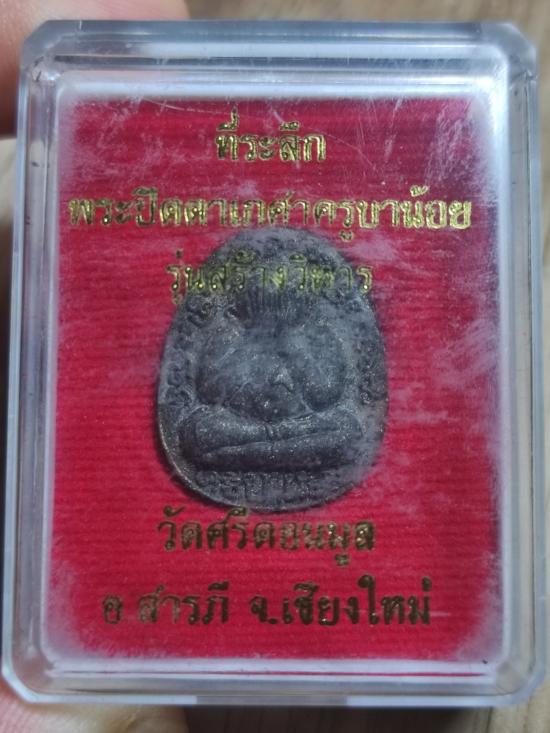 ที่ระลึก
พระปิดตาเกศาครูบาน้อย
รุ่นสร้างวิหาร
วัดศรีดอนมูล
อ.สารภี จ.เชียงใหม่